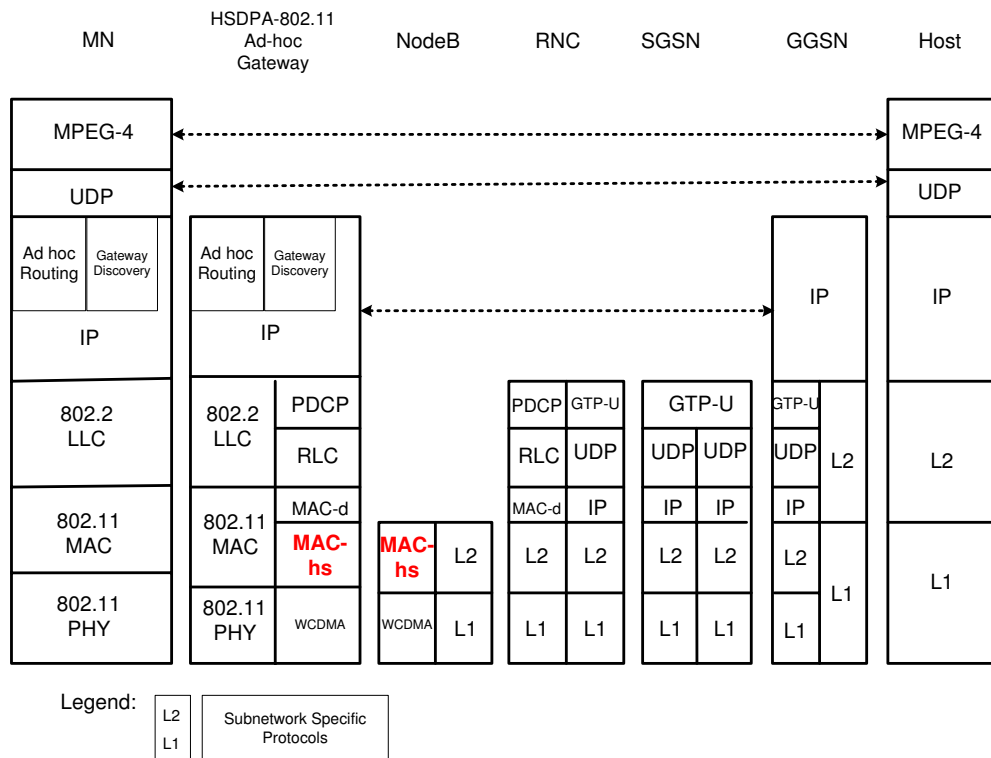 MN
HSDPA-802.11
Ad-hoc
Gateway
NodeB
RNC
SGSN
GGSN
Host
MPEG-4
MPEG-4
UDP
UDP
Ad hoc
Routing
Gateway
Discovery
IP
Ad hoc
Routing
Gateway
Discovery
IP
IP
IP
802.2
LLC
802.2
LLC
PDCP
RLC
PDCP
GTP-U
RLC
UDP
GTP-U
UDP
UDP
GTP-U
UDP
L2
L2
802.11
MAC
802.11
MAC
MAC-d
MAC-
hs
MAC-
hs
L2
MAC-d
IP
L2
L2
IP
IP
L2
L2
IP
L2
L1
L1
802.11
PHY
802.11
PHY
WCDMA
WCDMA
L1
L1
L1
L1
L1
L1
Legend:
L2
L1
Subnetwork Specific
Protocols